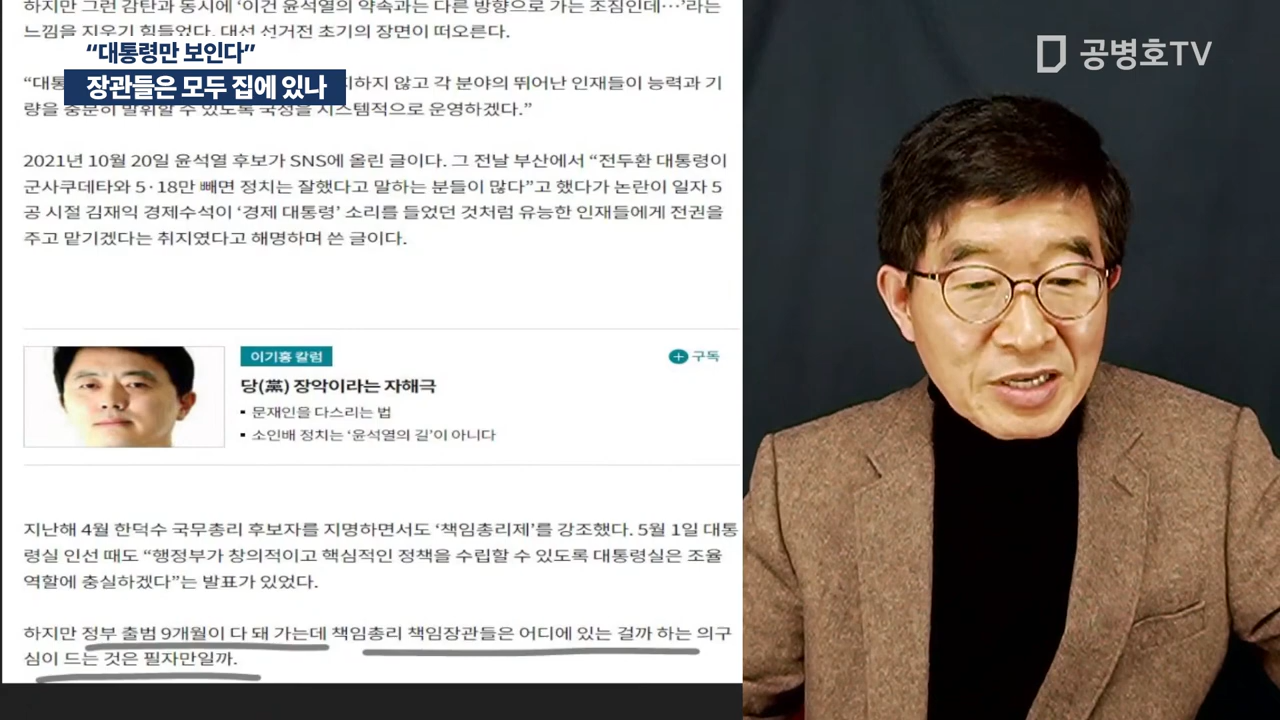 하지만 그런 감탄과 동시에 '이건 윤석열의 약속과는 다른 방향으로 가는 조짐인데…'라는
느낌을 지우기 힘들었다. 대선 선거전 초기의 장면이 떠오른다.
“대통령만 보인다”
장관들은 모두 집에 있나
공병호TV
“대통 하지 않고 각 분야의 뛰어난 인재들이 능력과 기
량을 충분히 발휘할 수 있도록 국정을 시스템적으로 운영하겠다.”
2021년 10월 20일 윤석열 후보가 SNS에 올린 글이다. 그 전날 부산에서 “전두환 대통령이
군사쿠데타와 5·18만 빼면 정치는 잘했다고 말하는 분들이 많다”고 했다가 논란이 일자 5
공 시절 김재익 경제수석이 '경제 대통령' 소리를 들었던 것처럼 유능한 인재들에게 전권을
주고 맡기겠다는 취지였다고 해명하며 쓴 글이다.
이기홍 칼럼
구독
당(黨) 장악이라는 자해극
▪ 문재인을 다스리는 법
▪ 소인배 정치는 '윤석열의 길'이 아니다
지난해 4월 한덕수 국무총리 후보자를 지명하면서도 '책임총리제'를 강조했다. 5월 1일 대통
령실 인선 때도 “행정부가 창의적이고 핵심적인 정책을 수립할 수 있도록 대통령실은 조율
역할에 충실하겠다”는 발표가 있었다.
하지만 정부 출범 9개월이 다 돼 가는데 책임총리 책임장관들은 어디에 있는 걸까 하는 의구
심이 드는 것은 필자만일까.